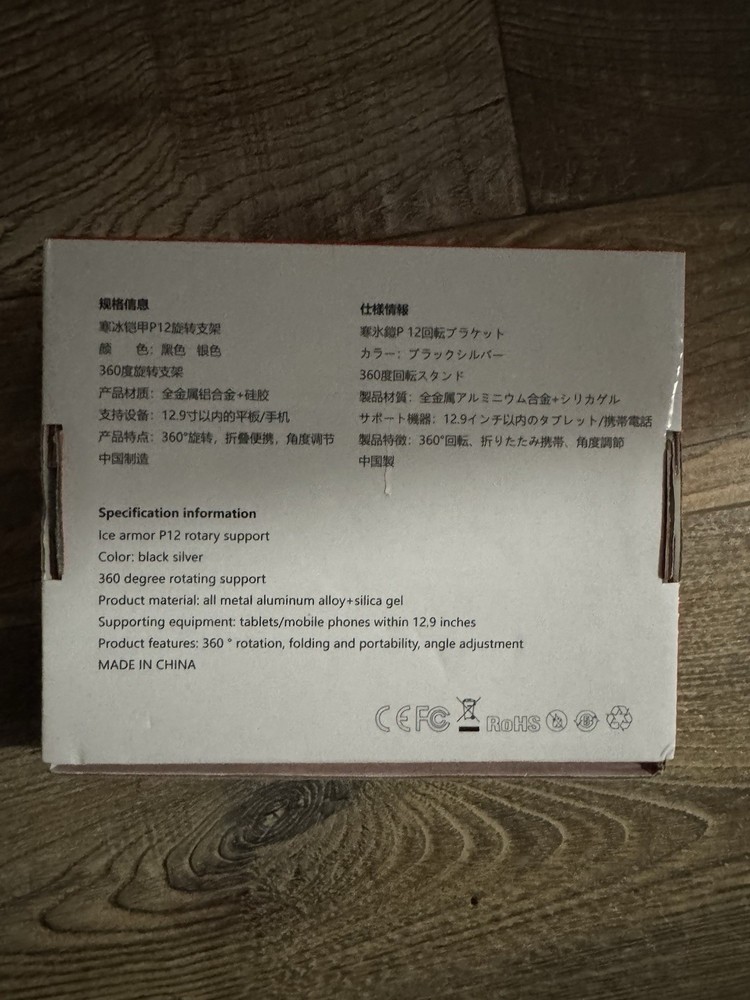 规格信息
寒冰铠甲P12旋转支架
颜 色：黑色 银色
360度旋转支架
产品材质：全金属铝合金+硅胶
支持设备：12.9寸以内的平板/手机
产品特点：360°旋转，折叠便携，角度调节
中国制造
仕様情報
寒氷鎧P 12回転ブラケット
カラー：ブラックシルバー
360度回転スタンド
製品材質：全金属アルミニウム合金+シリカゲル
サポート機器：12.9インチ以内のタブレット/携帯電話
製品特徴：360°回転、折りたたみ携帯、角度調節
中国製
Specification information
Ice armor P12 rotary support
Color: black silver
360 degree rotating support
Product material: all metal aluminum alloy+silica gel
Supporting equipment: tablets/mobile phones within 12.9 inches
Product features: 360 ° rotation, folding and portability, angle adjustment
MADE IN CHINA
CE FC RoHS